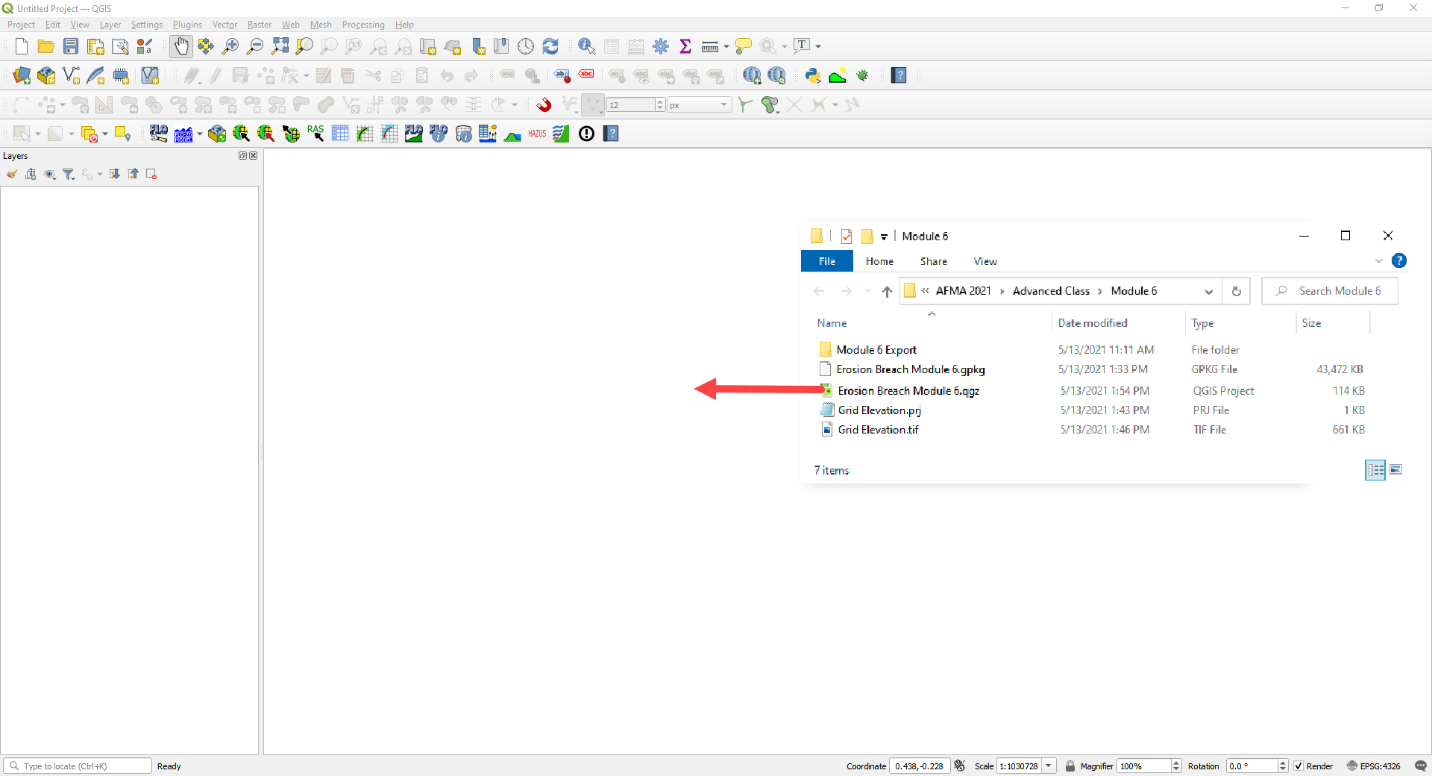 Untitled Project — QGIS
Project Edit View Layer Settings Plugins Vector Raster Web Mesh Processing Help
12 px
RAS HAZUS
Layers
Module 6
File Home Share View
AFMA 2021 › Advanced Class › Module 6 Search Module 6
Name Date modified Type Size
Module 6 Export 5/13/2021 11:11 AM File folder
Erosion Breach Module 6.gpkg 5/13/2021 1:33 PM GPKG File 43,472 KB
Erosion Breach Module 6.qgz 5/13/2021 1:54 PM QGIS Project 114 KB
Grid Elevation.prj 5/13/2021 1:43 PM PRJ File 1 KB
Grid Elevation.tif 5/13/2021 1:46 PM TIF File 661 KB
7 items
Type to locate (Ctrl+K) Ready Coordinate 0.438,-0.228 Scale 1:1030728 Magnifier 100% Rotation 0.0 ° Render EPSG:4326